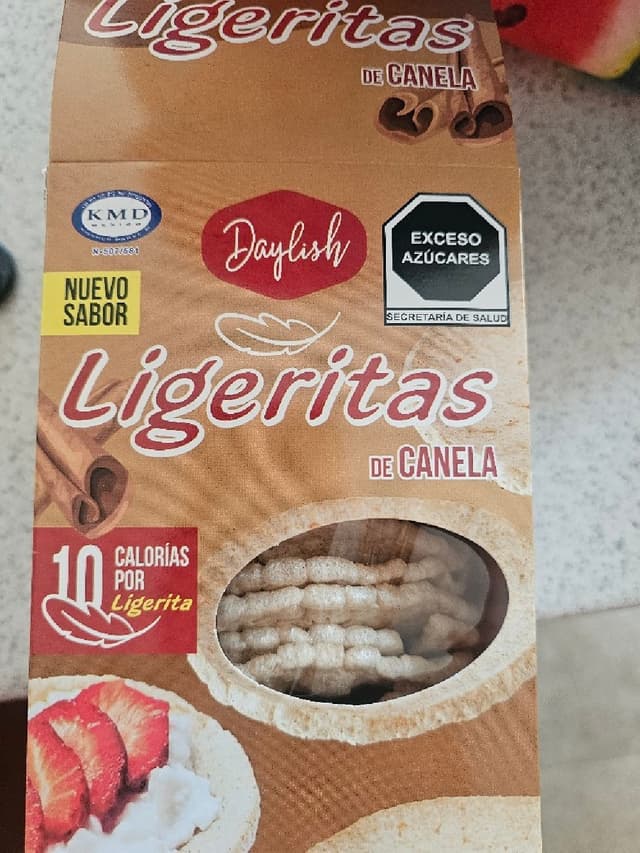 Ligeritas
DE CANELA
KMD
MEXICO
Daylish
EXCESO
AZÚCARES
SECRETARÍA DE SALUD
NUEVO
SABOR
Ligeritas
DE CANELA
10
CALORÍAS
POR
Ligerita